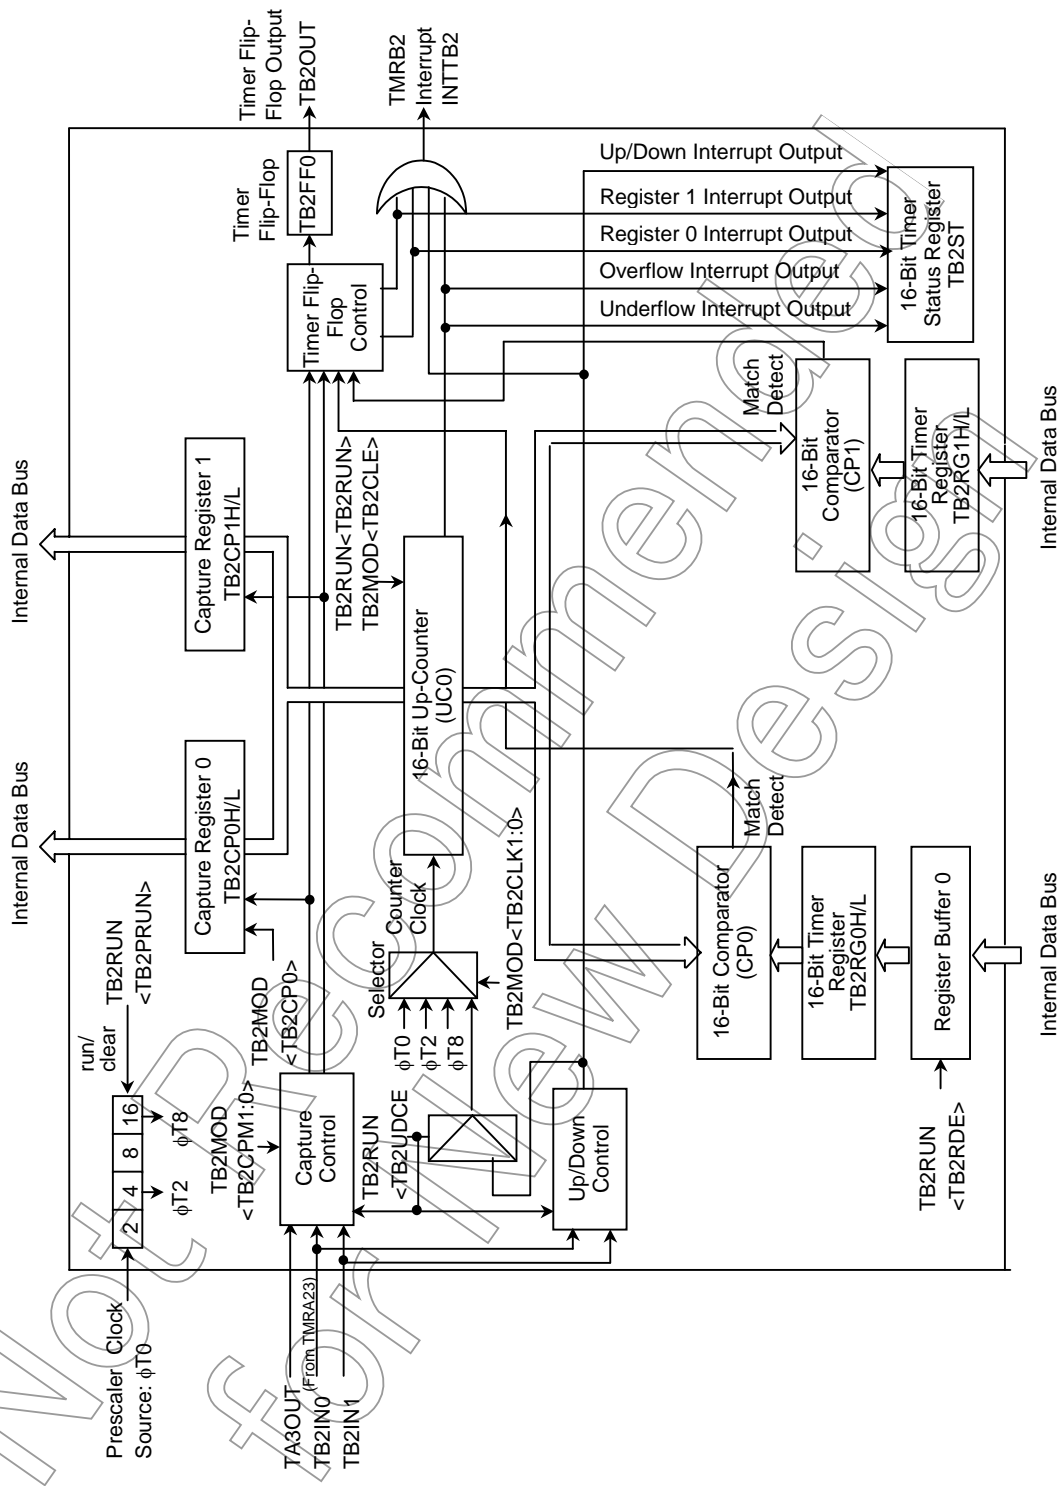 Internal Data Bus
Internal Data Bus
run/
clear
TB2RUN
<TB2PRUN>
Prescaler Clock
Source: ϕT0
2
4
8
16
ϕT2
ϕT8
Capture Register 0
TB2CP0H/L
Capture Register 1
TB2CP1H/L
Timer
Flip-Flop
Timer Flip-
Flop Output
TB2MOD
<TB2CPM1:0>
TB2MOD
<TB2CP0>
TA3OUT
(From TMRA23)
TB2IN0
TB2IN1
Capture
Control
Timer Flip-
Flop
Control
TB2FF0
TB2OUT
TB2RUN<TB2RUN>
TB2MOD<TB2CLE>
TMRB2
Interrupt
INTTB2
TB2RUN
<TB2UDCE
ϕT0
ϕT2
ϕT8
Selector
Counter
Clock
16-Bit Up-Counter
(UC0)
TB2MOD<TB2CLK1:0>
Up/Down
Control
Up/Down Interrupt Output
Register 1 Interrupt Output
Register 0 Interrupt Output
Overflow Interrupt Output
Underflow Interrupt Output
16-Bit Comparator
(CP0)
Match
Detect
16-Bit
Comparator
(CP1)
Match
Detect
16-Bit Timer
Status Register
TB2ST
16-Bit Timer
Register
TB2RG0H/L
16-Bit Timer
Register
TB2RG1H/L
TB2RUN
<TB2RDE>
Register Buffer 0
Internal Data Bus
Internal Data Bus
Not Recommended
for New Design